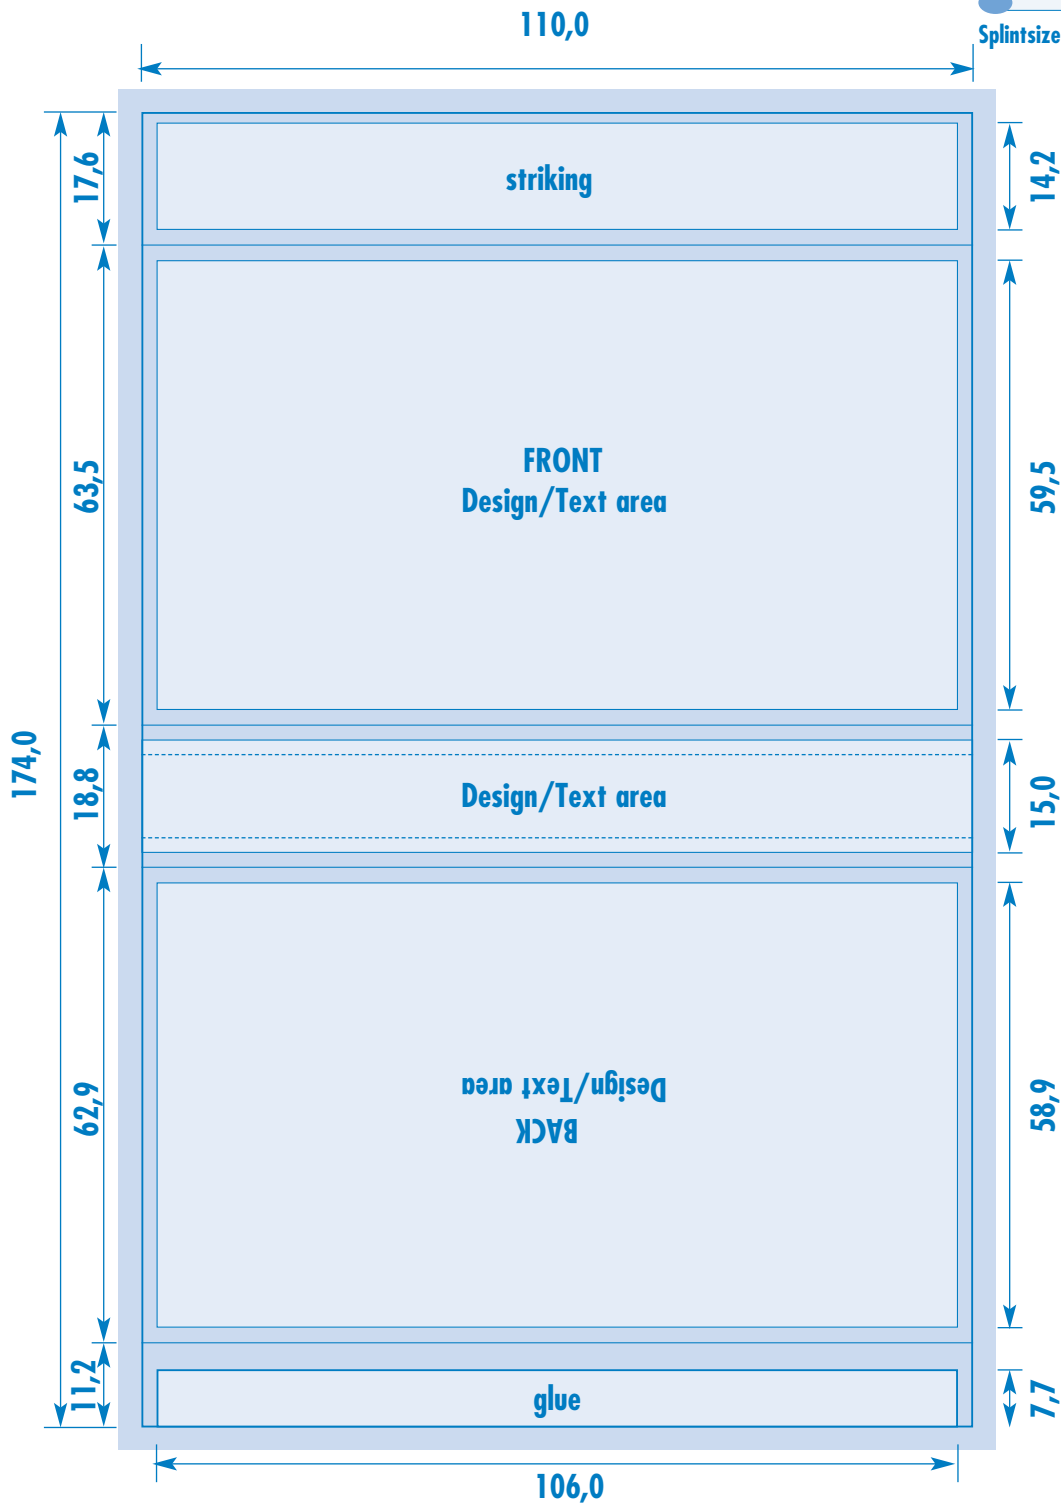 110,0
Splintsize
17,6
14,2
striking
63,5
59,5
FRONT
Design/Text area
174,0
18,8
15,0
Design/Text area
62,9
58,9
BACK
Design/Text area
11,2
7,7
glue
106,0